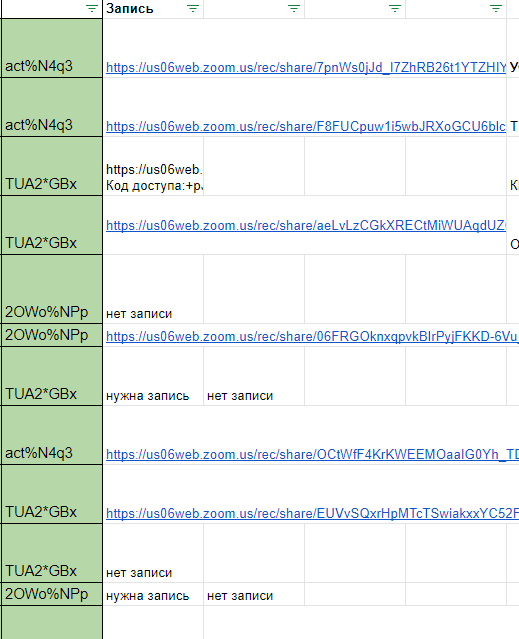 Запись
act%N4q3 https://us06web.zoom.us/rec/share/7pnWs0jJd_I7ZhRB26t1YTZHIY
act%N4q3 https://us06web.zoom.us/rec/share/F8FUCpuw1i5wbJRXoGCU6blc Т
https://us06web.
TUA2*GBx Код доступа:+pJ К
https://us06web.zoom.us/rec/share/aeLvLzCGkXRECtMiWUAqdUZ
TUA2*GBx О
2OWo%NPp нет записи
2OWo%NPp https://us06web.zoom.us/rec/share/06FRGOknxqpvkBlrPyjFKKD-6Vu
TUA2*GBx нужна запись нет записи
act%N4q3 https://us06web.zoom.us/rec/share/OCtWfF4KrKWEEMOaaIG0Yh_TD
TUA2*GBx https://us06web.zoom.us/rec/share/EUVvSQxrHpMTcTSwiakxxYC52F
TUA2*GBx нет записи
2OWo%NPp нужна запись нет записи